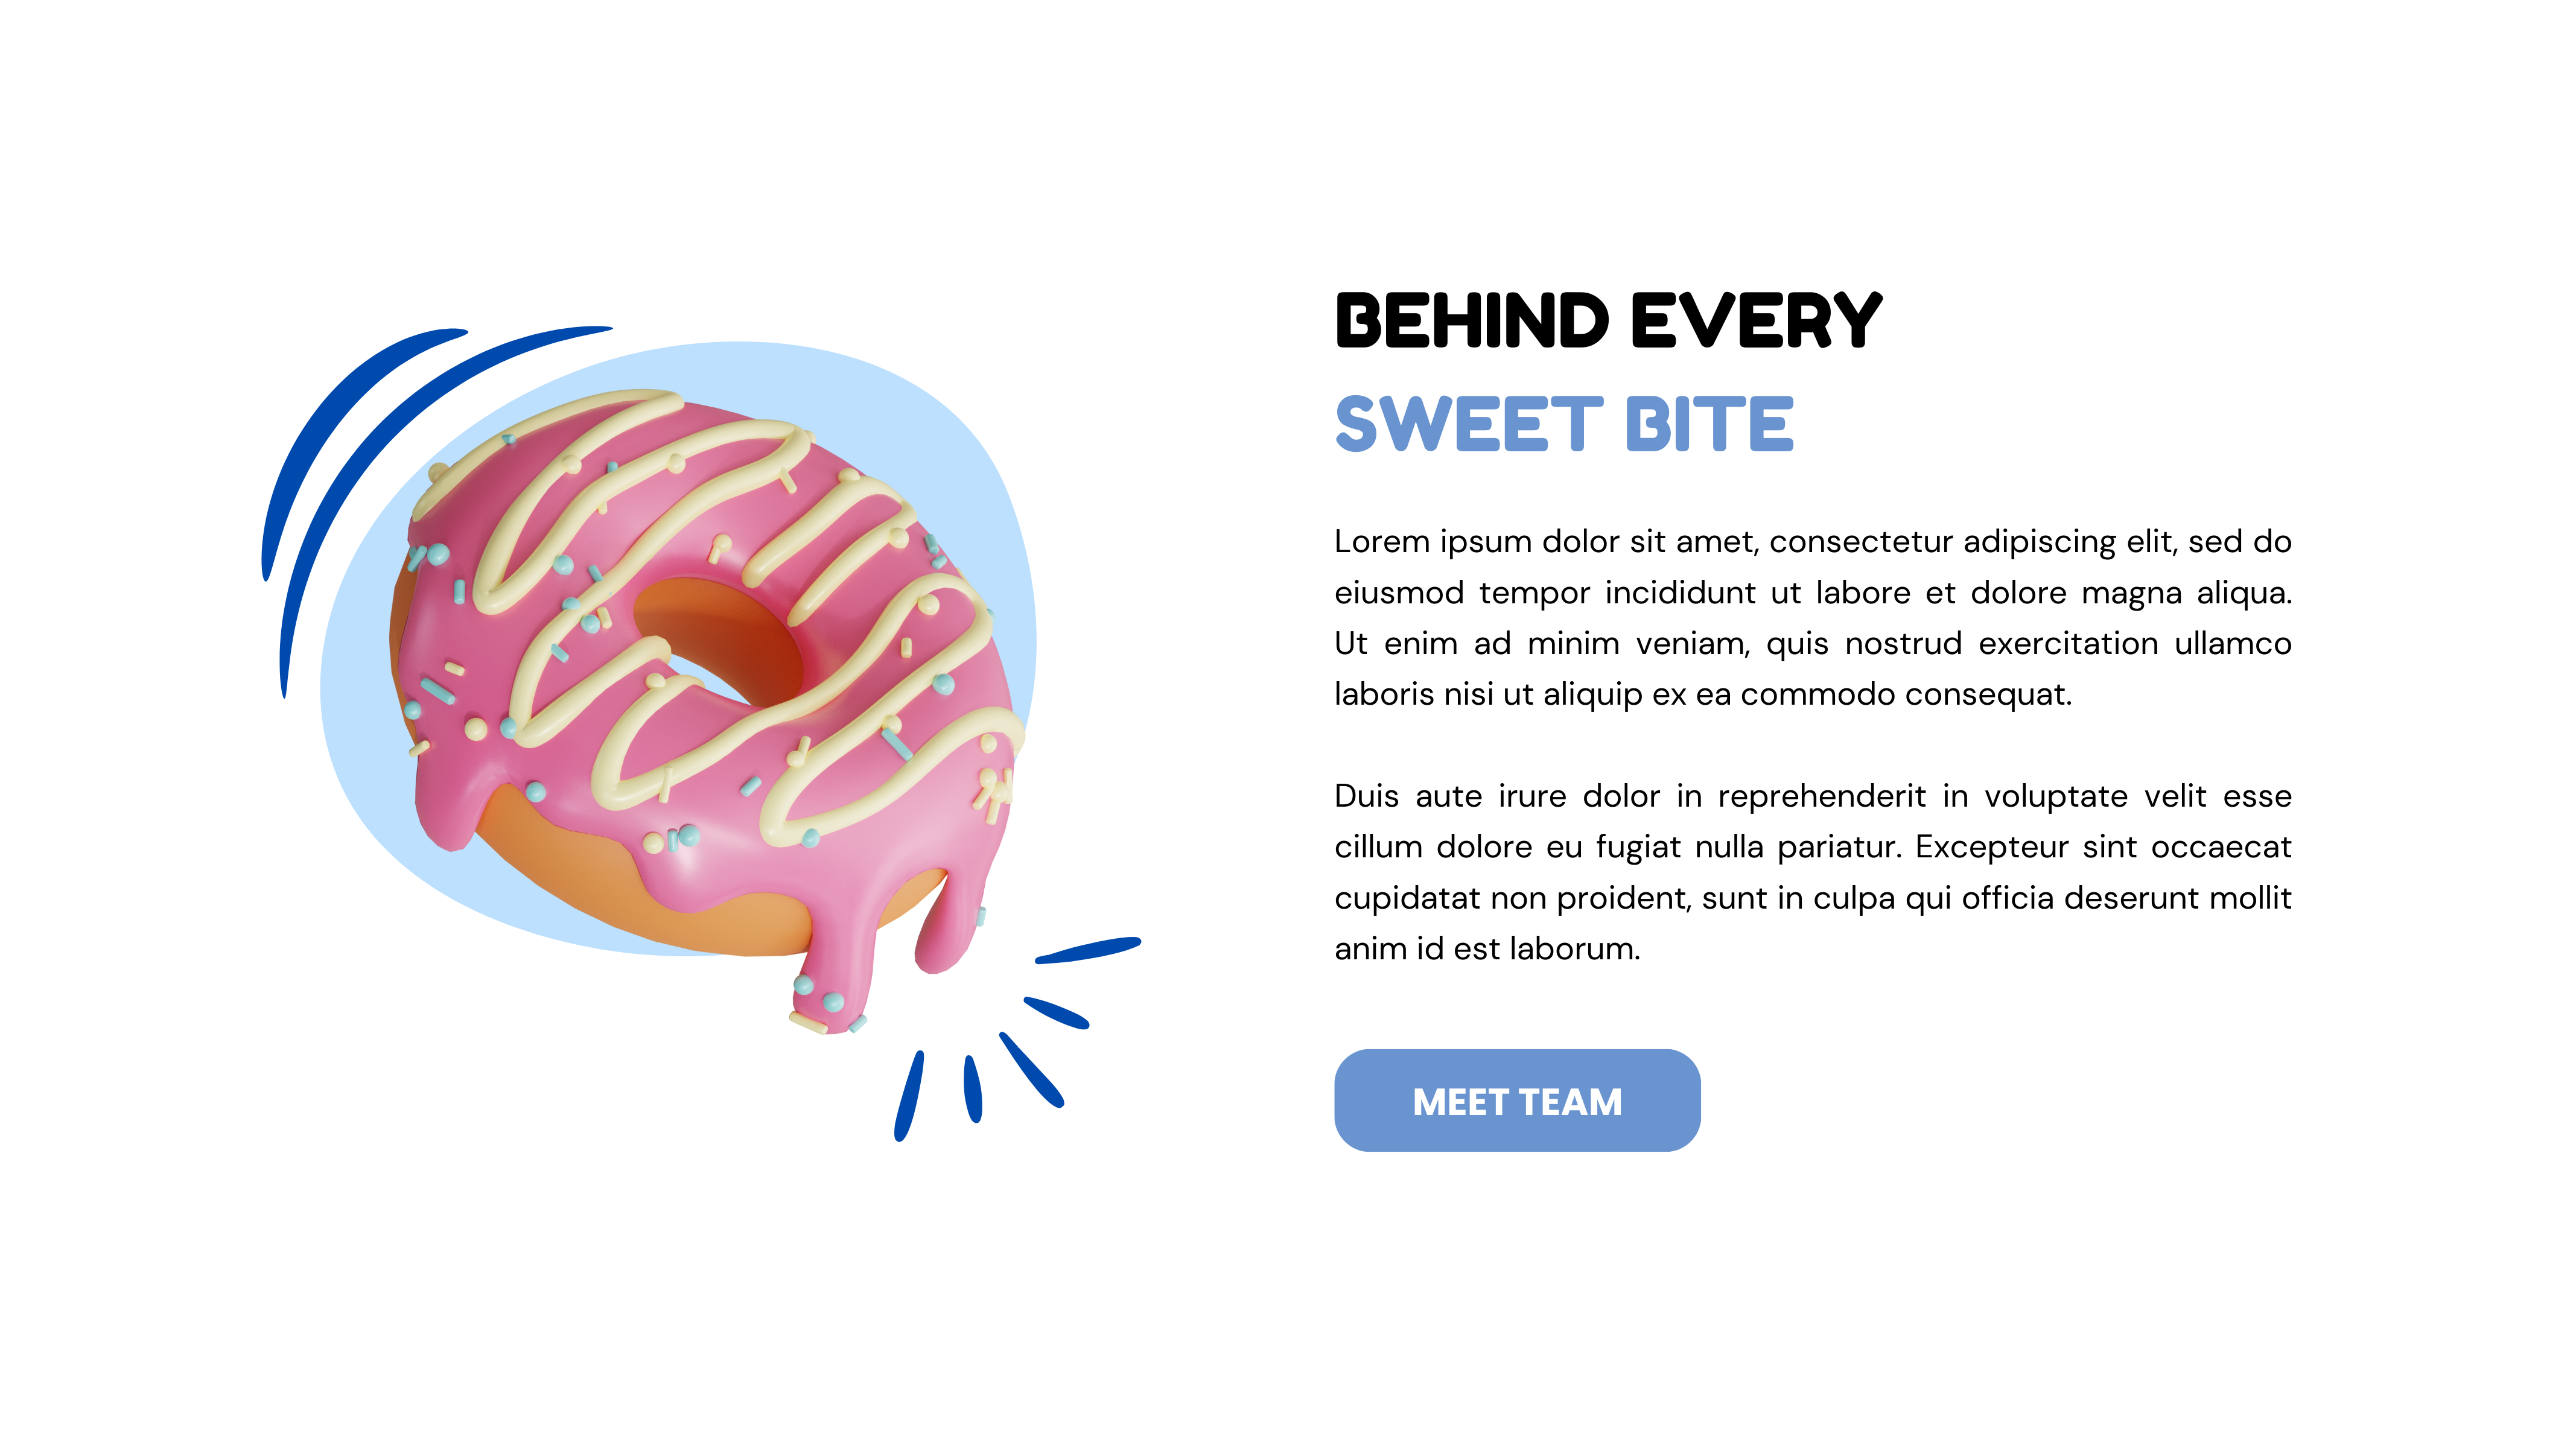 BEHIND EVERY
SWEET BITE
Lorem ipsum dolor sit amet, consectetur adipiscing elit, sed do
eiusmod tempor incididunt ut labore et dolore magna aliqua.
Ut enim ad minim veniam, quis nostrud exercitation ullamco
laboris nisi ut aliquip ex ea commodo consequat.
Duis aute irure dolor in reprehenderit in voluptate velit esse
cillum dolore eu fugiat nulla pariatur. Excepteur sint occaecat
cupidatat non proident, sunt in culpa qui officia deserunt mollit
anim id est laborum.
MEET TEAM